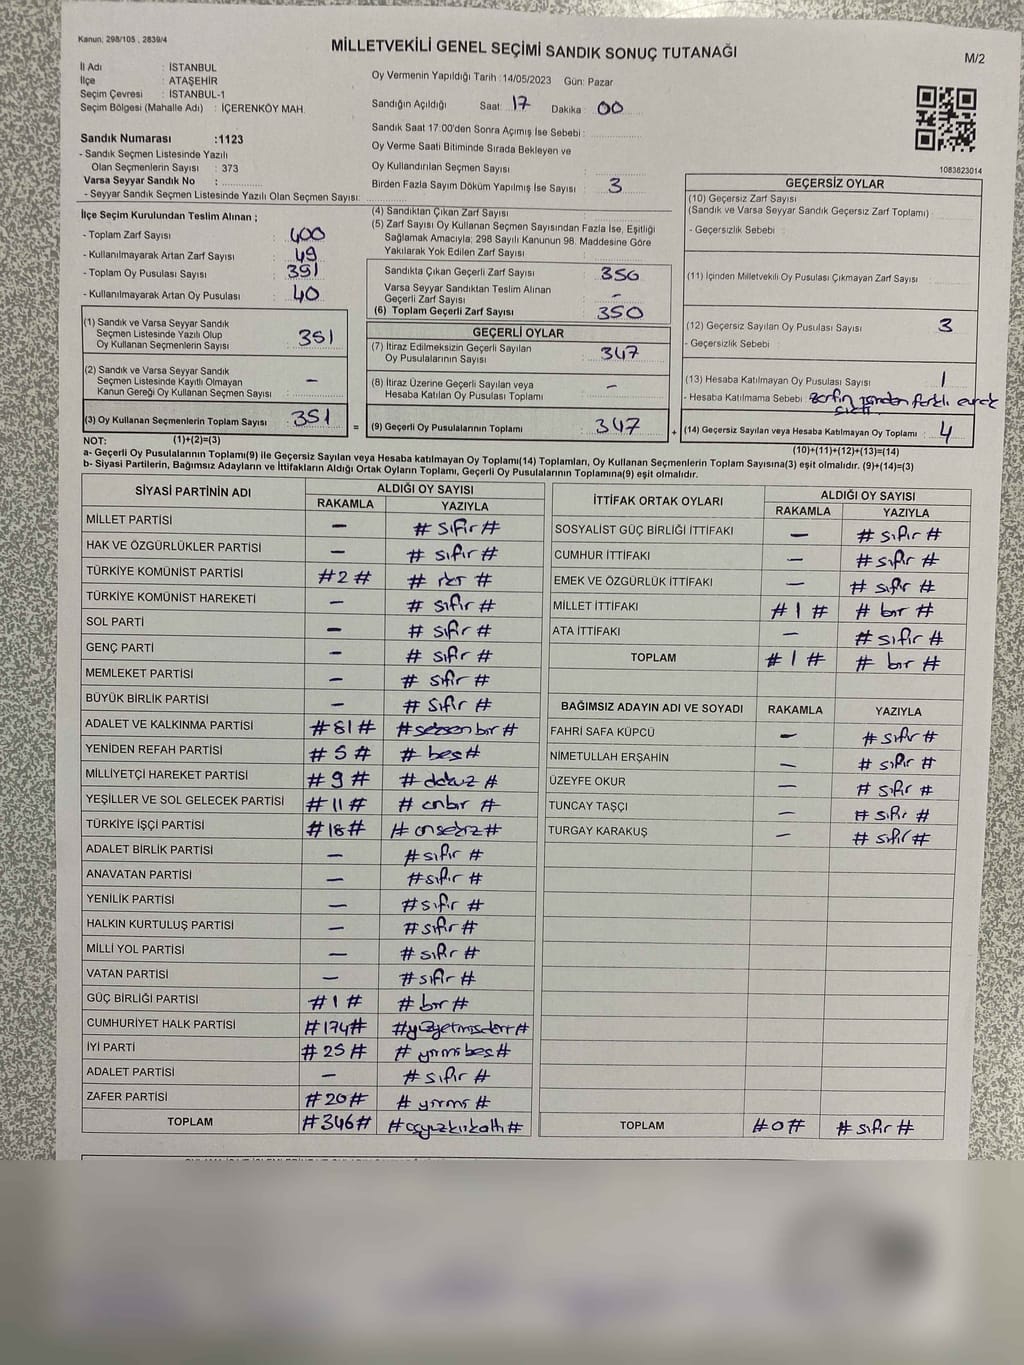 Kanun: 298/105 , 2839/4
MİLLETVEKİLİ GENEL SEÇİMİ SANDIK SONUÇ TUTANAĞI
M/2
İl Adı : İSTANBUL
İlçe : ATAŞEHİR
Seçim Çevresi : İSTANBUL-1
Seçim Bölgesi (Mahalle Adı) : İÇERENKÖY MAH.
Sandık Numarası :1123
- Sandık Seçmen Listesinde Yazılı
Olan Seçmenlerin Sayısı : 373
Varsa Seyyar Sandık No :
- Seyyar Sandık Seçmen Listesinde Yazılı Olan Seçmen Sayısı:
Oy Vermenin Yapıldığı Tarih :14/05/2023 Gün: Pazar
Sandığın Açıldığı Saat: 17 Dakika 00
Sandık Saat 17:00'den Sonra Açımış İse Sebebi :
Oy Verme Saati Bitiminde Sırada Bekleyen ve
Oy Kullandırılan Seçmen Sayısı :
Birden Fazla Sayım Döküm Yapılmış İse Sayısı : 3
1083623014
İlçe Seçim Kurulundan Teslim Alınan ;
- Toplam Zarf Sayısı : 400
- Kullanılmayarak Artan Zarf Sayısı : 49
- Toplam Oy Pusulası Sayısı : 391
- Kullanılmayarak Artan Oy Pusulası : 40
(1) Sandık ve Varsa Seyyar Sandık
Seçmen Listesinde Yazılı Olup
Oy Kullanan Seçmenlerin Sayısı : 351
(2) Sandık ve Varsa Seyyar Sandık
Seçmen Listesinde Kayıtlı Olmayan
Kanun Gereği Oy Kullanan Seçmen Sayısı : -
(3) Oy Kullanan Seçmenlerin Toplam Sayısı : 351
(4) Sandıktan Çıkan Zarf Sayısı :
(5) Zarf Sayısı Oy Kullanan Seçmen Sayısından Fazla İse, Eşitliği
Sağlamak Amacıyla; 298 Sayılı Kanunun 98. Maddesine Göre
Yakılarak Yok Edilen Zarf Sayısı :
Sandıkta Çıkan Geçerli Zarf Sayısı : 350
Varsa Seyyar Sandıktan Teslim Alınan
Geçerli Zarf Sayısı : -
(6) Toplam Geçerli Zarf Sayısı : 350
GEÇERLİ OYLAR
(7) İtiraz Edilmeksizin Geçerli Sayılan
Oy Pusulalarının Sayısı : 347
(8) İtiraz Üzerine Geçerli Sayılan veya
Hesaba Katılan Oy Pusulası Toplamı : -
= (9) Geçerli Oy Pusulalarının Toplamı : 347 +
GEÇERSİZ OYLAR
(10) Geçersiz Zarf Sayısı
(Sandık ve Varsa Seyyar Sandık Geçersiz Zarf Toplamı) :
- Geçersizlik Sebebi :
(11) İçinden Milletvekili Oy Pusulası Çıkmayan Zarf Sayısı :
(12) Geçersiz Sayılan Oy Pusulası Sayısı : 3
- Geçersizlik Sebebi :
(13) Hesaba Katılmayan Oy Pusulası Sayısı : 1
- Hesaba Katılmama Sebebi : zarfın içinden farklı evrak
çıktı
(14) Geçersiz Sayılan veya Hesaba Katılmayan Oy Toplamı : 4
NOT: (1)+(2)=(3)
(10)+(11)+(12)+(13)=(14)
a- Geçerli Oy Pusulalarının Toplamı(9) ile Geçersiz Sayılan veya Hesaba katılmayan Oy Toplamı(14) Toplamları, Oy Kullanan Seçmenlerin Toplam Sayısına(3) eşit olmalıdır. (9)+(14)=(3)
b- Siyasi Partilerin, Bağımsız Adayların ve İttifakların Aldığı Ortak Oyların Toplamı, Geçerli Oy Pusulalarının Toplamına(9) eşit olmalıdır.
SİYASİ PARTİNİN ADI ALDIĞI OY SAYISI
RAKAMLA YAZIYLA
MİLLET PARTİSİ - # sıfır #
HAK VE ÖZGÜRLÜKLER PARTİSİ - # sıfır #
TÜRKİYE KOMÜNİST PARTİSİ #2# # iki #
TÜRKİYE KOMÜNİST HAREKETİ - # sıfır #
SOL PARTİ - # sıfır #
GENÇ PARTİ - # sıfır #
MEMLEKET PARTİSİ - # sıfır #
BÜYÜK BİRLİK PARTİSİ - # sıfır #
ADALET VE KALKINMA PARTİSİ #81# #seksenbir #
YENİDEN REFAH PARTİSİ #5# # beş#
MİLLİYETÇİ HAREKET PARTİSİ #9# # dokuz #
YEŞİLLER VE SOL GELECEK PARTİSİ #11# # onbir #
TÜRKİYE İŞÇİ PARTİSİ #18# # onsekiz #
ADALET BİRLİK PARTİSİ - #sıfır #
ANAVATAN PARTİSİ - #sıfır #
YENİLİK PARTİSİ - #sıfır #
HALKIN KURTULUŞ PARTİSİ - #sıfır #
MİLLİ YOL PARTİSİ - # sıfır #
VATAN PARTİSİ - #sıfır #
GÜÇ BİRLİĞİ PARTİSİ #1# # bir #
CUMHURİYET HALK PARTİSİ #174# #yüzyetmişdört#
İYİ PARTİ #25# # yirmibeş#
ADALET PARTİSİ - # sıfır #
ZAFER PARTİSİ #20# # yirmi #
TOPLAM #346# #üçyüzkırkaltı#
İTTİFAK ORTAK OYLARI ALDIĞI OY SAYISI
RAKAMLA YAZIYLA
SOSYALİST GÜÇ BİRLİĞİ İTTİFAKI - # sıfır #
CUMHUR İTTİFAKI - # sıfır #
EMEK VE ÖZGÜRLÜK İTTİFAKI - # sıfır #
MİLLET İTTİFAKI #1# # bir #
ATA İTTİFAKI - # sıfır #
TOPLAM #1# # bir #
BAĞIMSIZ ADAYIN ADI VE SOYADI RAKAMLA YAZIYLA
FAHRİ SAFA KÜPCÜ - # sıfır #
NİMETULLAH ERŞAHİN - # sıfır #
ÜZEYFE OKUR - # sıfır #
TUNCAY TAŞÇI - # sıfır #
TURGAY KARAKUŞ - # sıfır #
TOPLAM #0# # sıfır #